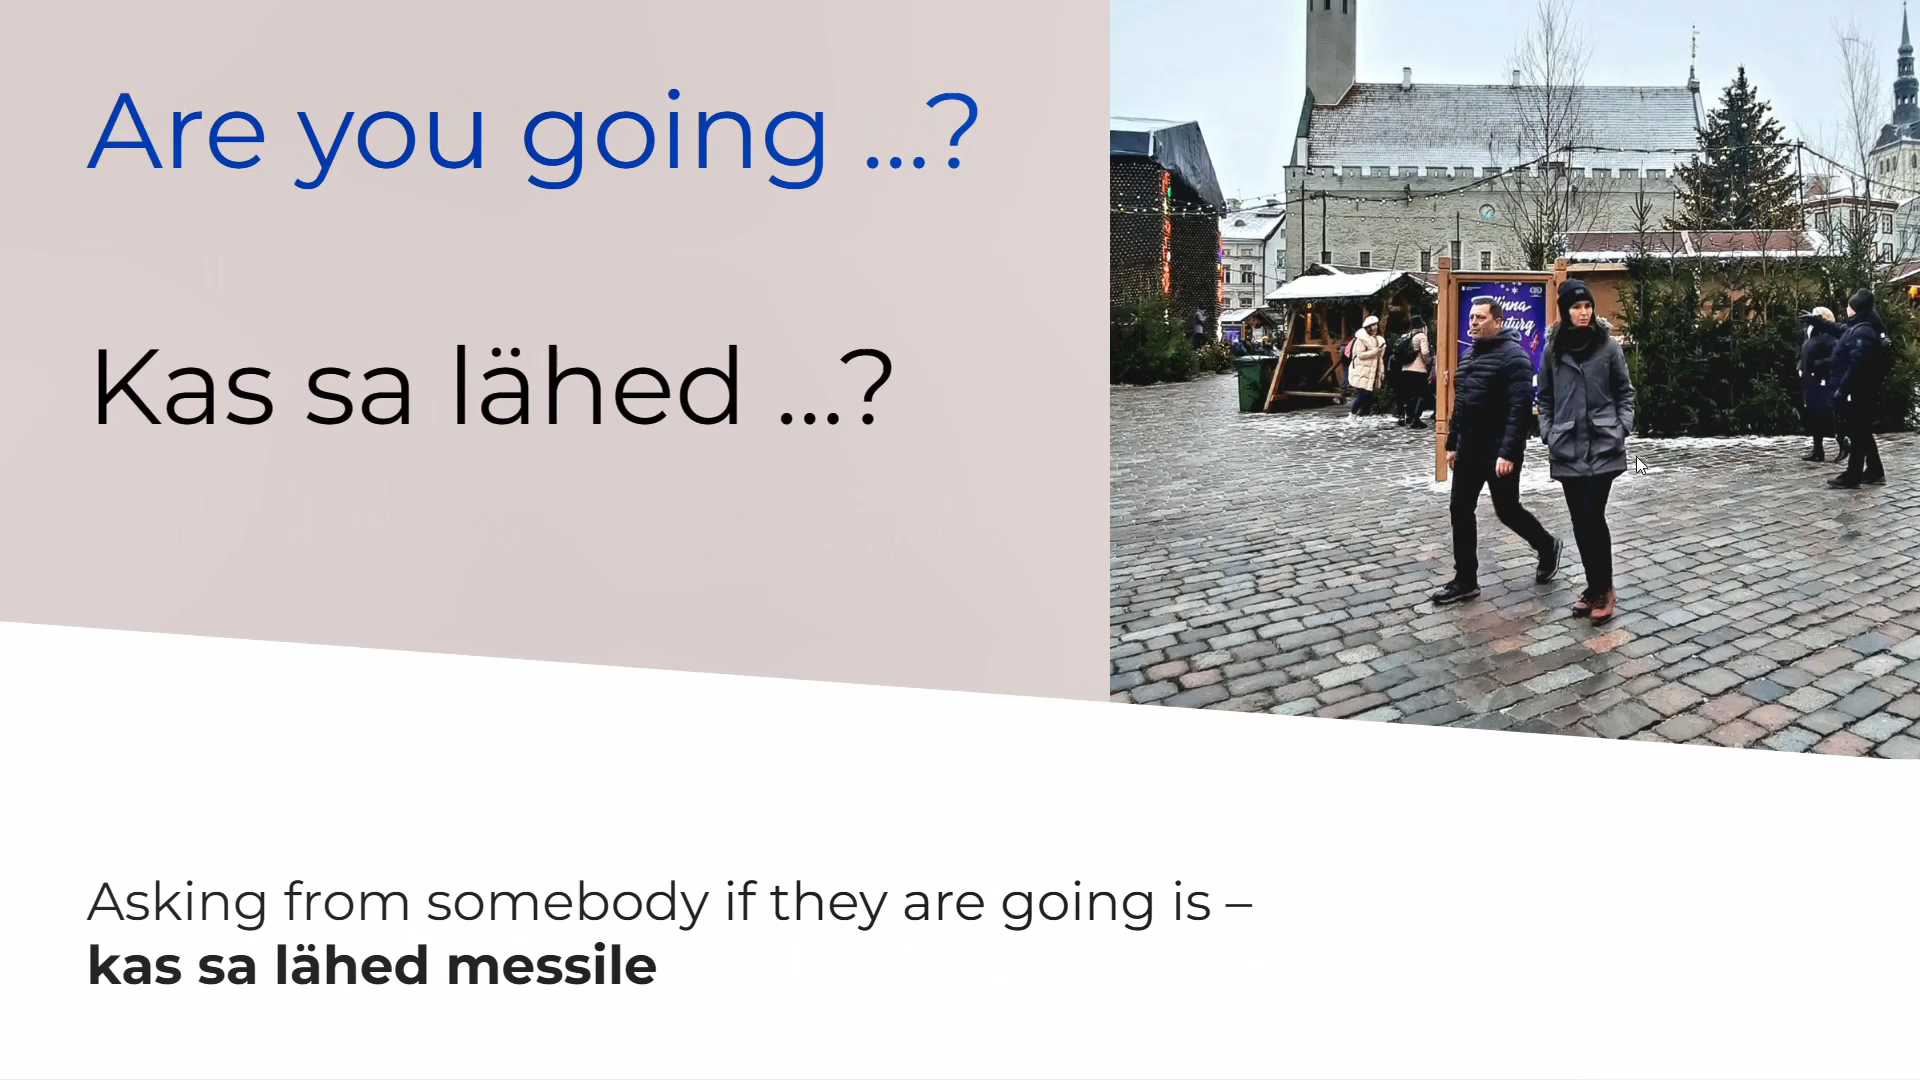 Are you going ...?
Kas sa lähed ...?
Asking from somebody if they are going is –
kas sa lähed messile